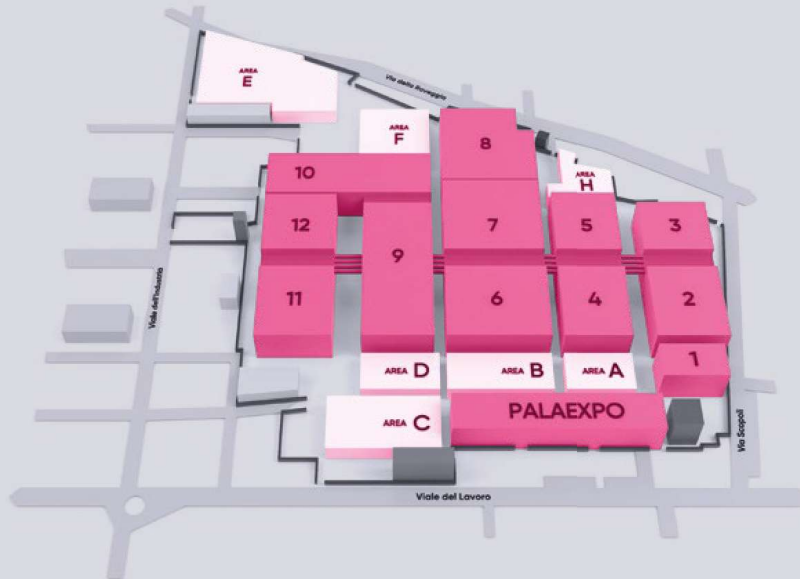 AREA
E
Via della Roveggia
AREA
F
8
10
AREA
H
12
7
5
3
9
11
6
4
2
1
AREA D
AREA B
AREA A
PALAEXPO
AREA C
Viale dell'Industria
Via Scopoli
Viale del Lavoro